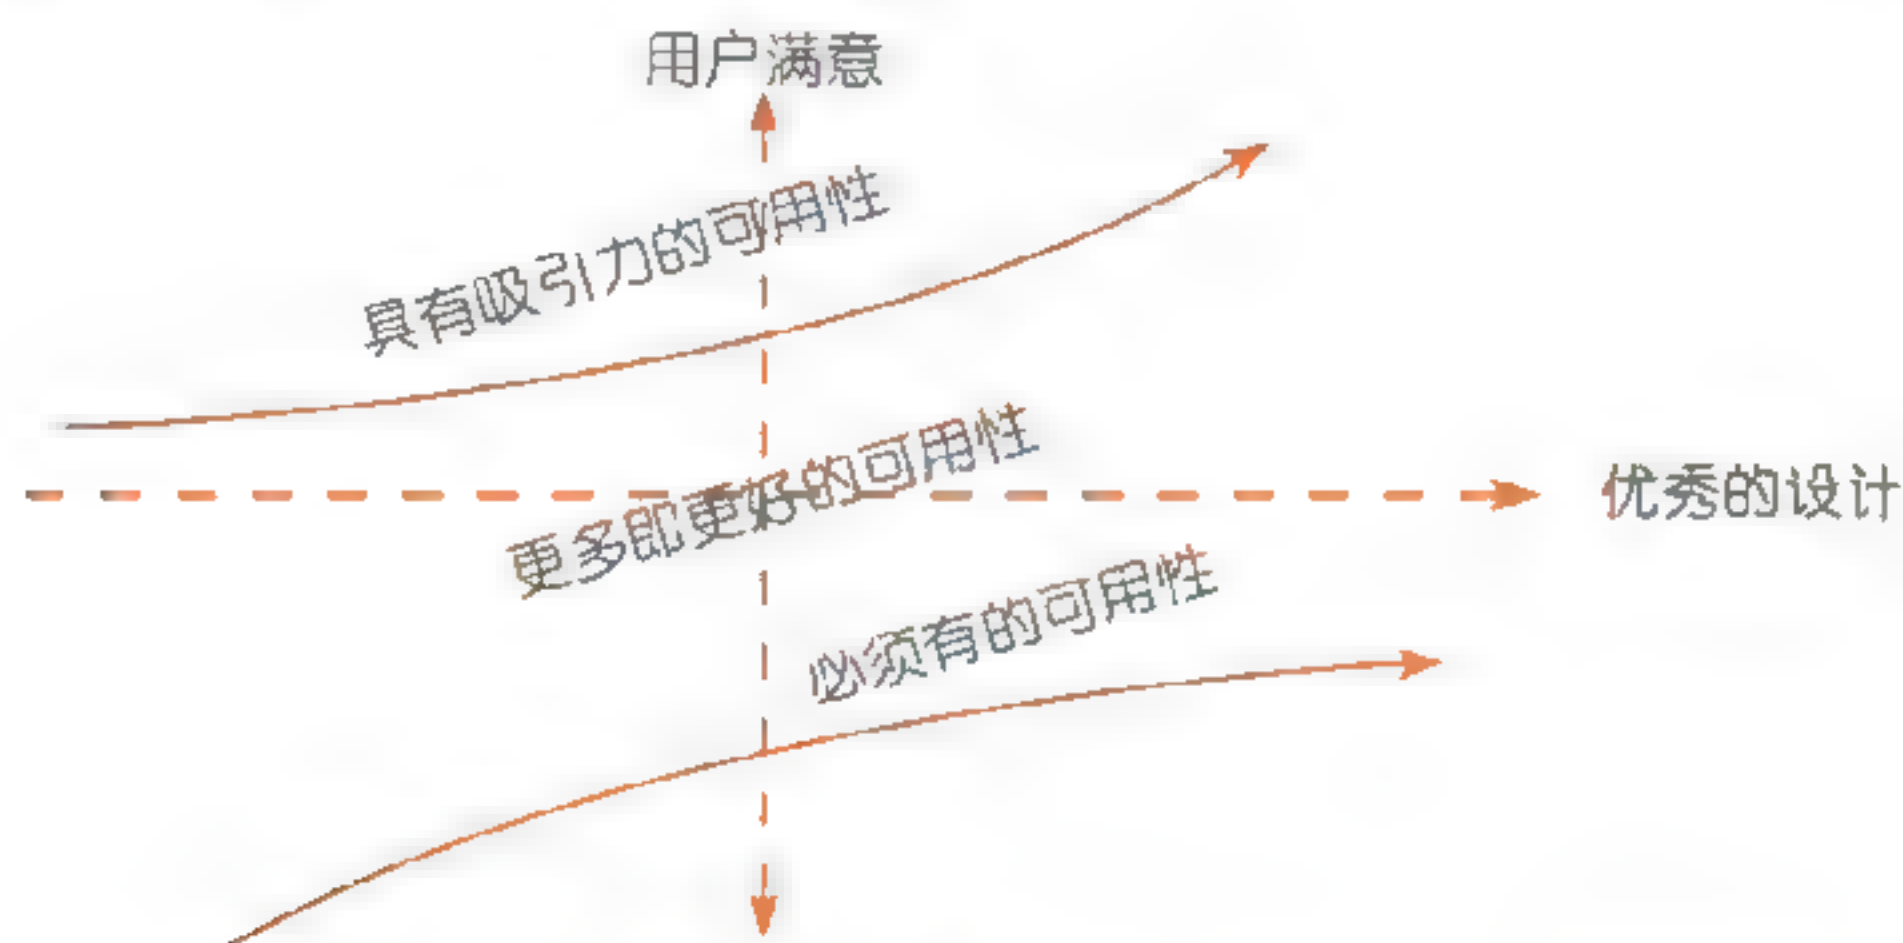 用户满意
具有吸引力的可用性
更多即更好的可用性
优秀的设计
必须有的可用性